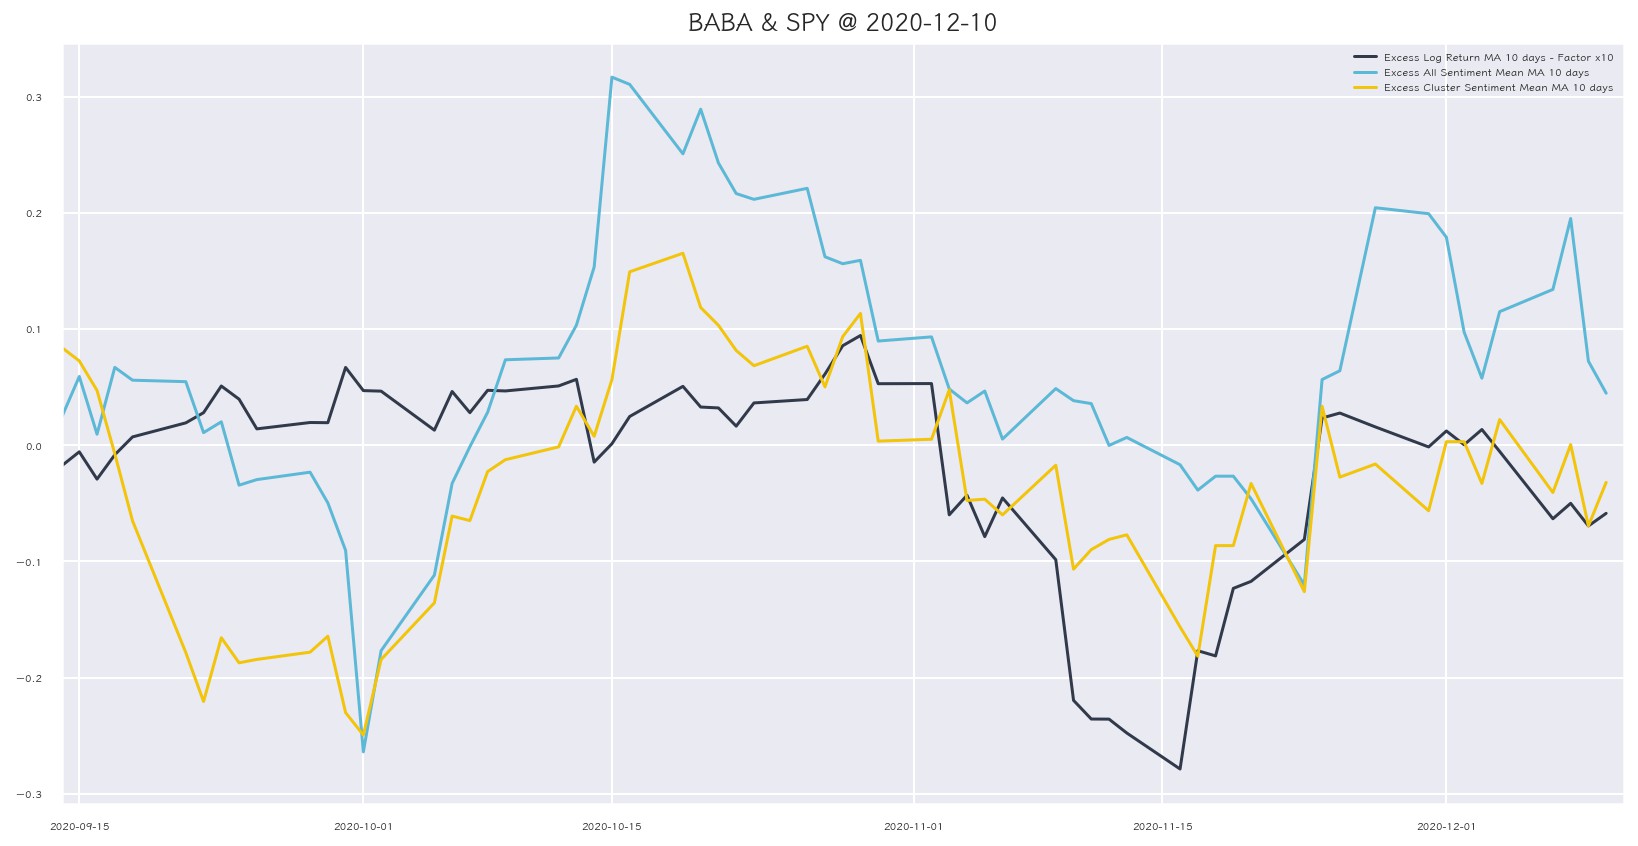 BABA & SPY @ 2020-12-10
Excess Log Return MA 10 days - Factor x10
Excess All Sentiment Mean MA 10 days
Excess Cluster Sentiment Mean MA 10 days
0.3
0.2
0.1
0.0
−0.1
−0.2
−0.3
2020-09-15 2020-10-01 2020-10-15 2020-11-01 2020-11-15 2020-12-01